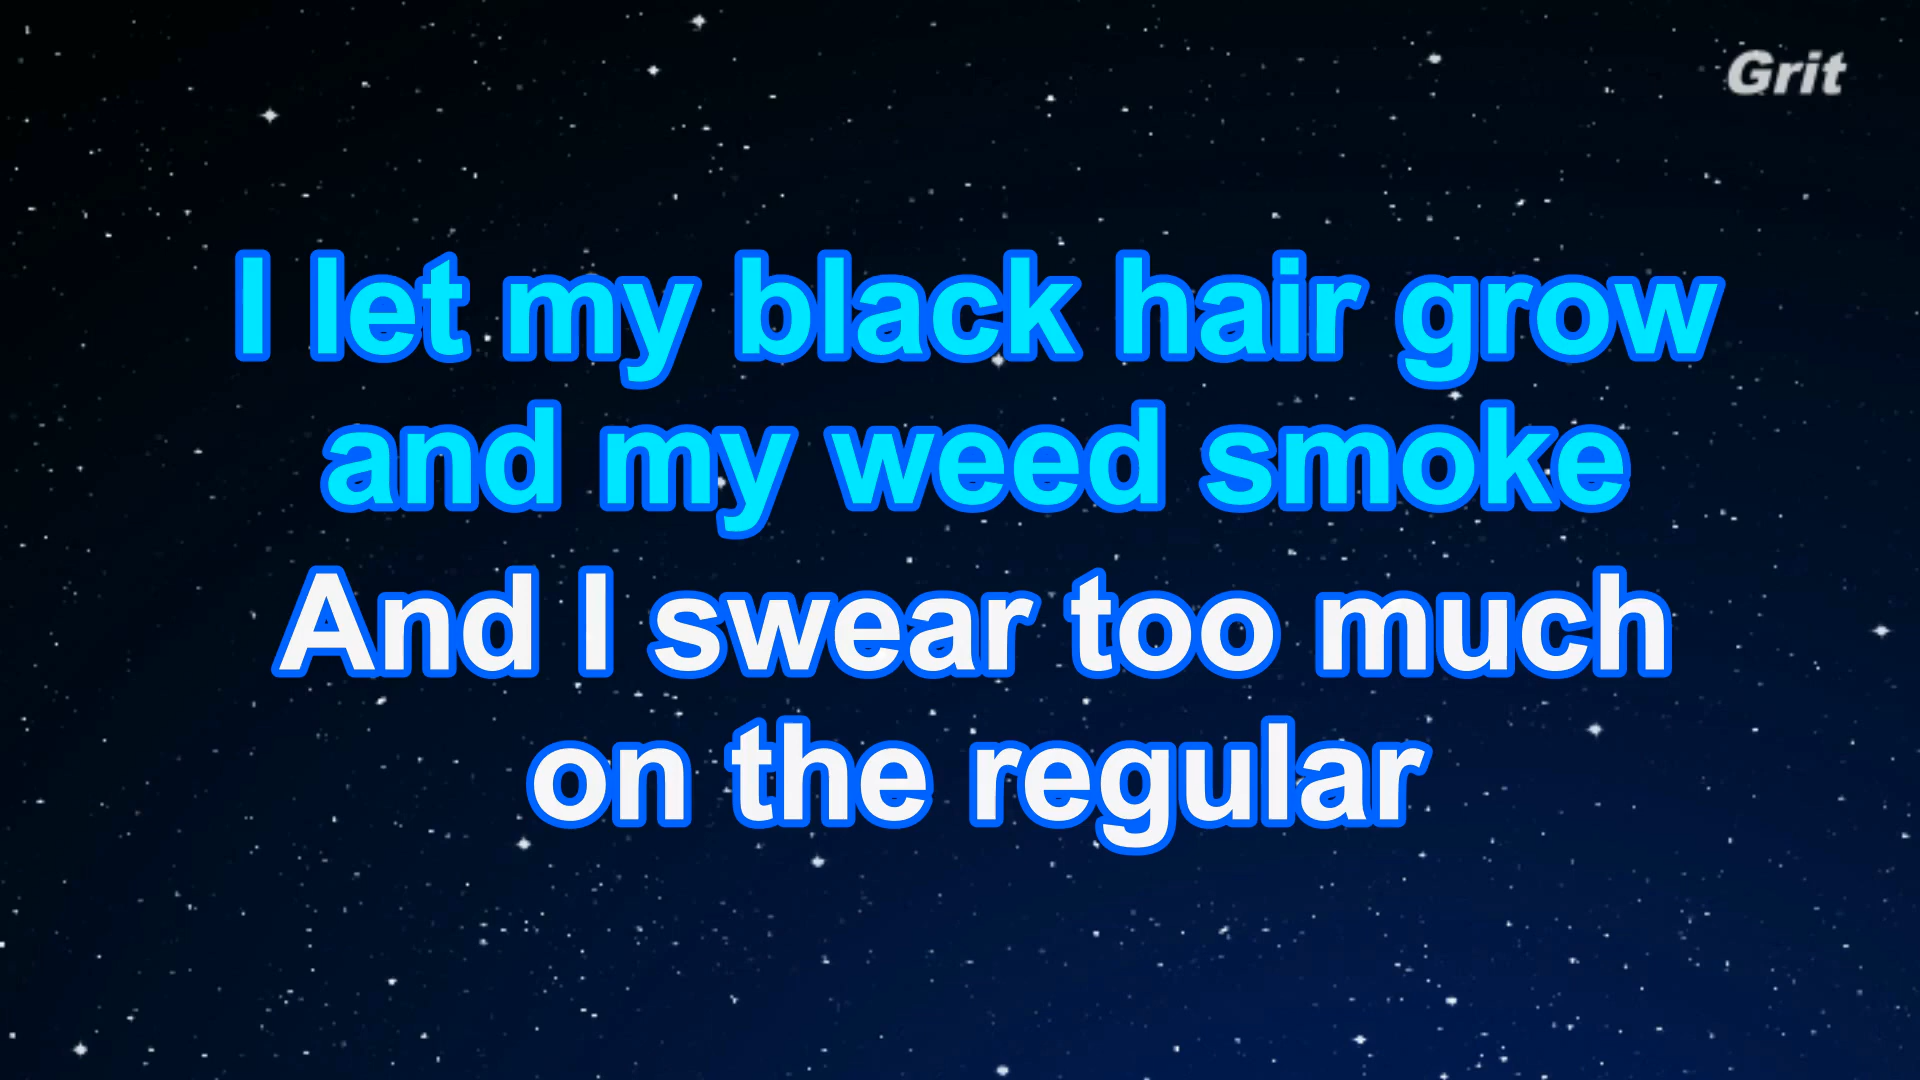 Grit
I let my black hair grow
and my weed smoke
And I swear too much
on the regular